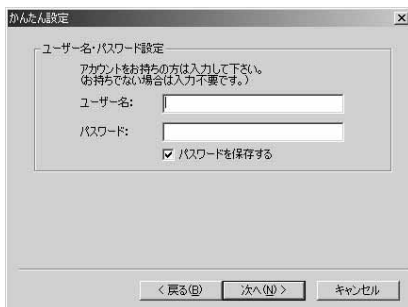 かんたん設定
ユーザー名・パスワード設定
アカウントをお持ちの方は入力して下さい。
(お持ちでない場合は入力不要です。)
ユーザー名:
パスワード:
パスワードを保存する
< 戻る(B)
次へ(N) >
キャンセル